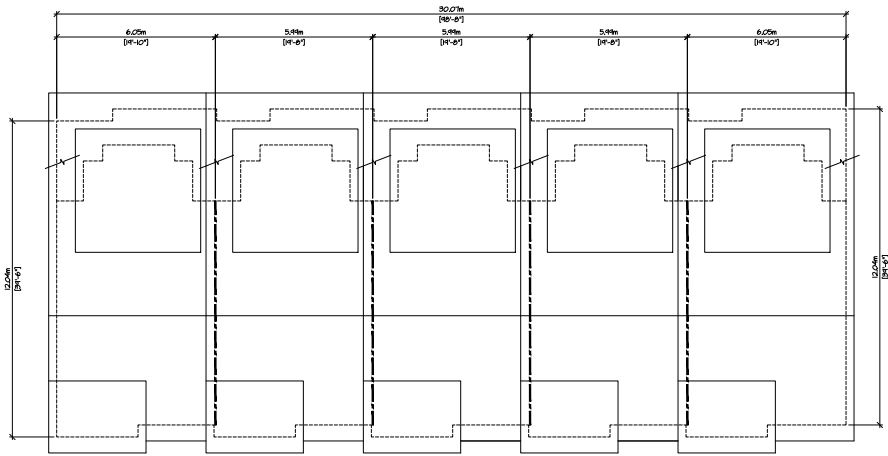 30.07m
[98'-8"]
6.05m
[19'-10"]
5.99m
[19'-8"]
5.99m
[19'-8"]
5.99m
[19'-8"]
6.05m
[19'-10"]
12.04m
[39'-6"]
12.04m
[39'-6"]